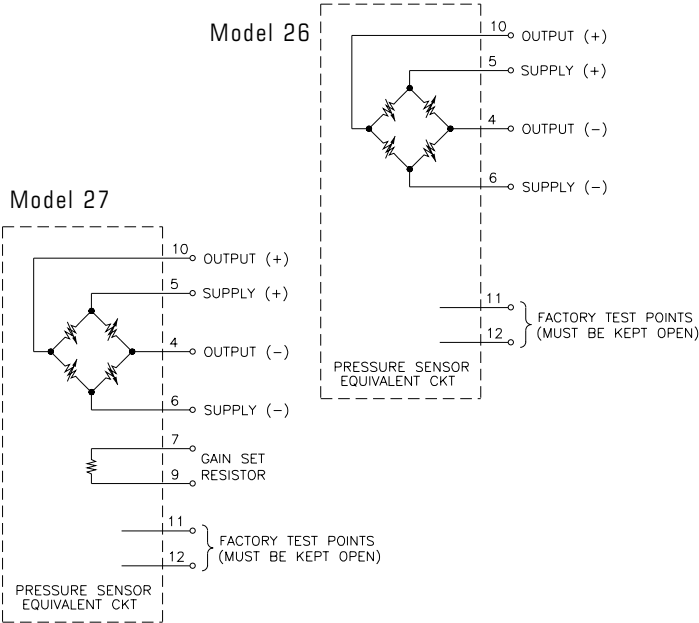 Model 26
10 OUTPUT (+)
5 SUPPLY (+)
4 OUTPUT (-)
6 SUPPLY (-)
11
12
FACTORY TEST POINTS
(MUST BE KEPT OPEN)
PRESSURE SENSOR
EQUIVALENT CKT
Model 27
10 OUTPUT (+)
5 SUPPLY (+)
4 OUTPUT (-)
6 SUPPLY (-)
7
9
GAIN SET
RESISTOR
11
12
FACTORY TEST POINTS
(MUST BE KEPT OPEN)
PRESSURE SENSOR
EQUIVALENT CKT